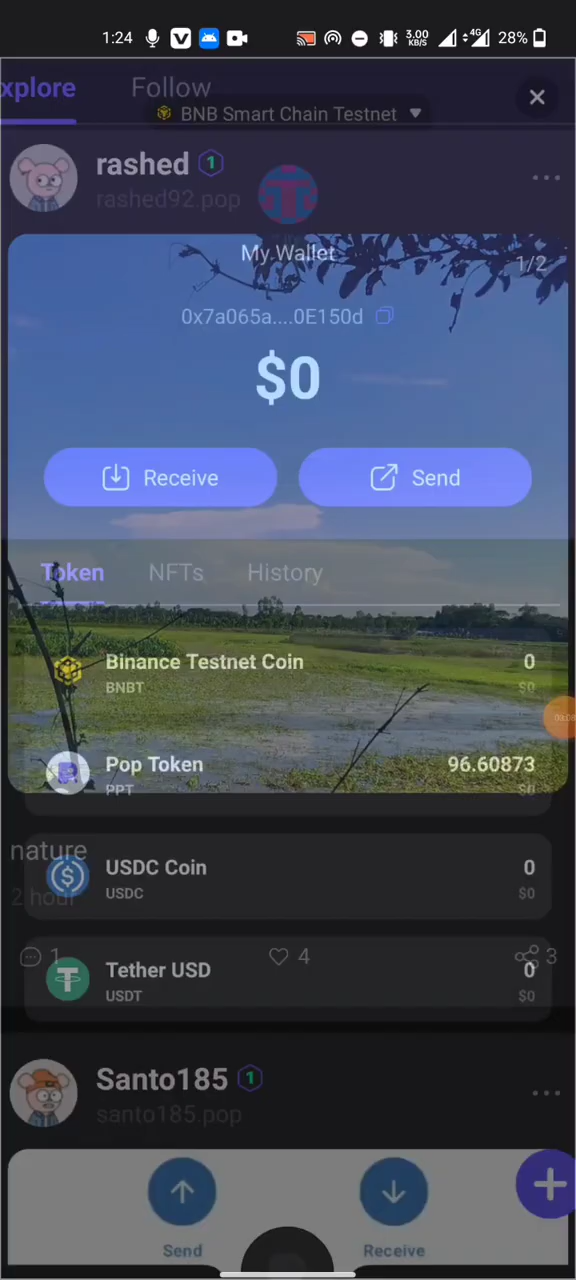 1:24 3.00 KB/S 4G 28%
xplore Follow
BNB Smart Chain Testnet
rashed 1
rashed92.pop
My Wallet
1/2
0x7a065a....0E150d
$0
Receive Send
Token NFTs History
Binance Testnet Coin 0
BNBT $0
Pop Token 96.60873
PPT $0
nature
USDC Coin 0
2 hour
USDC $0
1 4 3
Tether USD 0
USDT $0
Santo185 1
santo185.pop
Send Receive